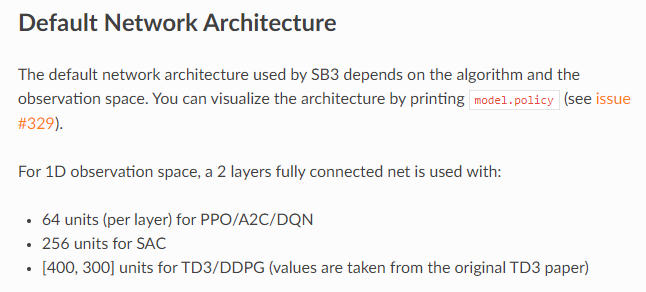 Default Network Architecture
The default network architecture used by SB3 depends on the algorithm and the
observation space. You can visualize the architecture by printing model.policy (see issue
#329).
For 1D observation space, a 2 layers fully connected net is used with:
• 64 units (per layer) for PPO/A2C/DQN
• 256 units for SAC
• [400, 300] units for TD3/DDPG (values are taken from the original TD3 paper)